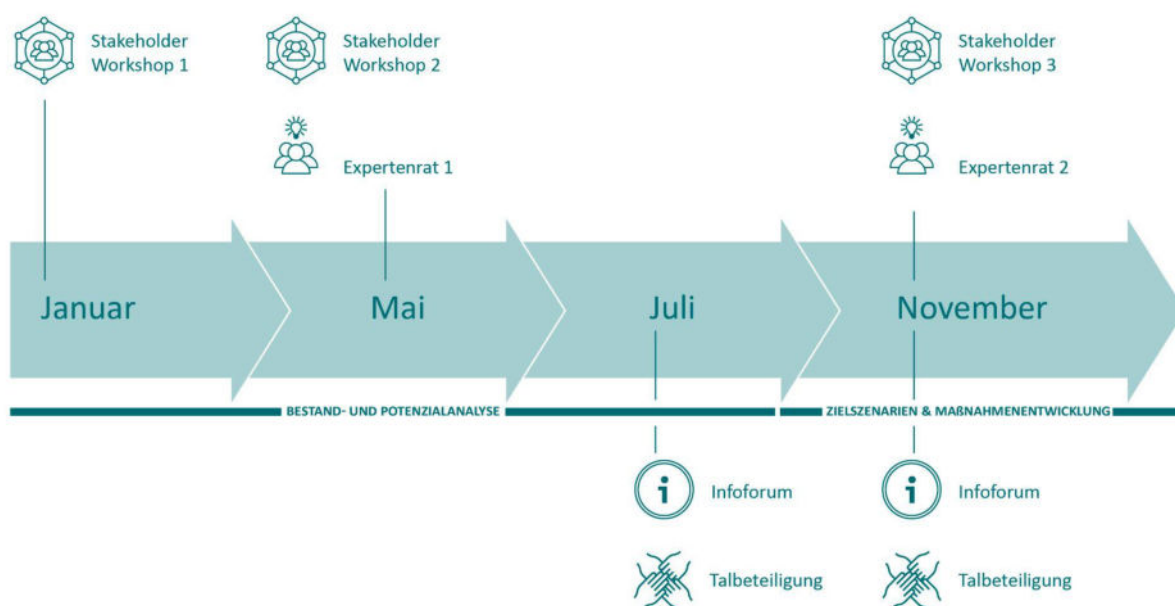 Stakeholder
Workshop 1
Stakeholder
Workshop 2
Stakeholder
Workshop 3
Expertenrat 1
Expertenrat 2
Januar
Mai
Juli
November
BESTAND- UND POTENZIALANALYSE
ZIELSZENARIEN & MAßNAHMENENTWICKLUNG
Infoforum
Infoforum
Talbeteiligung
Talbeteiligung